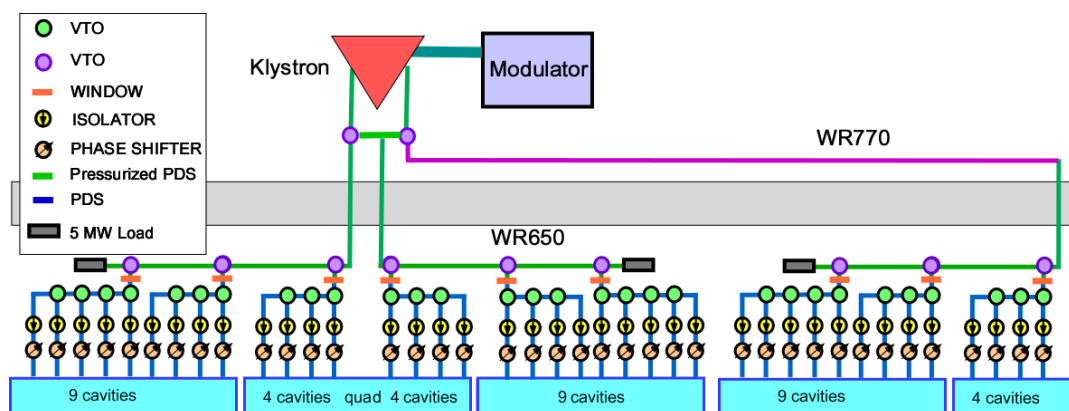 VTO
VTO
WINDOW
ISOLATOR
PHASE SHIFTER
Pressurized PDS
PDS
5 MW Load
Klystron
Modulator
WR770
WR650
9 cavities
4 cavities quad 4 cavities
9 cavities
9 cavities
4 cavities